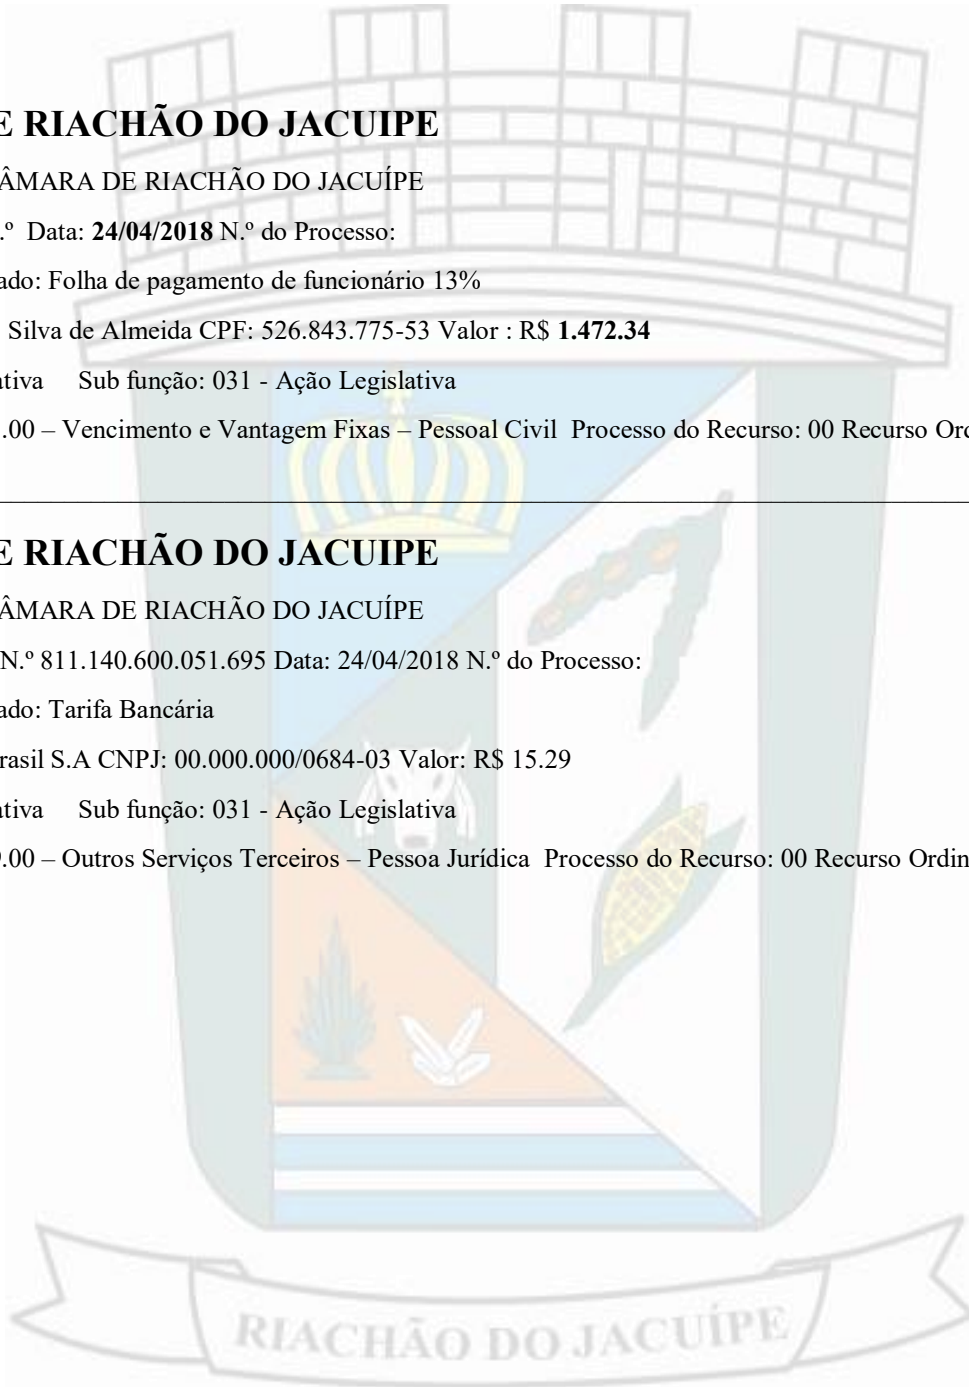 E RIACHÃO DO JACUIPE
ÂMARA DE RIACHÃO DO JACUÍPE
.º Data: 24/04/2018 N.º do Processo:
ado: Folha de pagamento de funcionário 13%
Silva de Almeida CPF: 526.843.775-53 Valor : R$ 1.472.34
ativa Sub função: 031 - Ação Legislativa
.00 – Vencimento e Vantagem Fixas – Pessoal Civil Processo do Recurso: 00 Recurso Ord
E RIACHÃO DO JACUIPE
ÂMARA DE RIACHÃO DO JACUÍPE
N.º 811.140.600.051.695 Data: 24/04/2018 N.º do Processo:
ado: Tarifa Bancária
rasil S.A CNPJ: 00.000.000/0684-03 Valor: R$ 15.29
ativa Sub função: 031 - Ação Legislativa
9.00 – Outros Serviços Terceiros – Pessoa Jurídica Processo do Recurso: 00 Recurso Ordin
RIACHÃO DO JACUÍPE